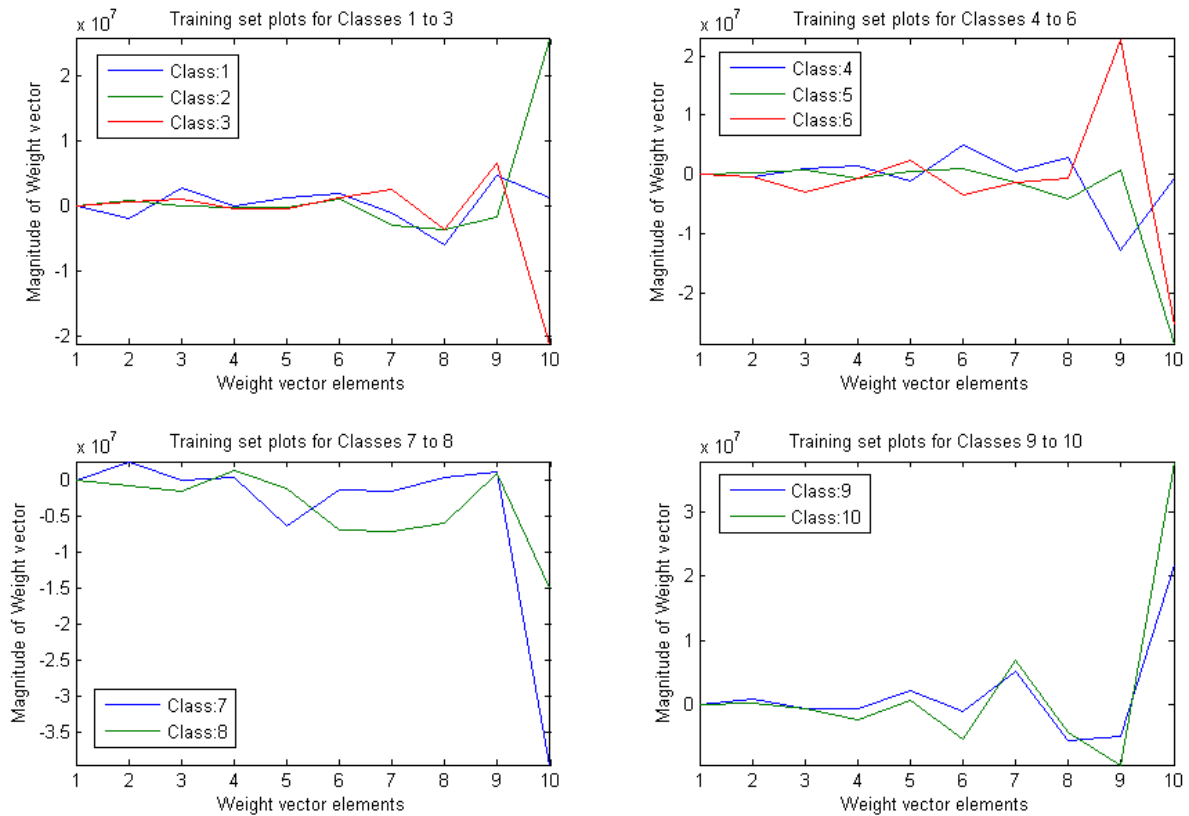 x 10^7
Training set plots for Classes 1 to 3
Magnitude of Weight vector
2
1
0
-1
-2
Class:1
Class:2
Class:3
1 2 3 4 5 6 7 8 9 10
Weight vector elements
x 10^7
Training set plots for Classes 4 to 6
Magnitude of Weight vector
2
1
0
-1
-2
Class:4
Class:5
Class:6
1 2 3 4 5 6 7 8 9 10
Weight vector elements
x 10^7
Training set plots for Classes 7 to 8
Magnitude of Weight vector
0
-0.5
-1
-1.5
-2
-2.5
-3
-3.5
Class:7
Class:8
1 2 3 4 5 6 7 8 9 10
Weight vector elements
x 10^7
Training set plots for Classes 9 to 10
Magnitude of Weight vector
3
2
1
0
Class:9
Class:10
1 2 3 4 5 6 7 8 9 10
Weight vector elements